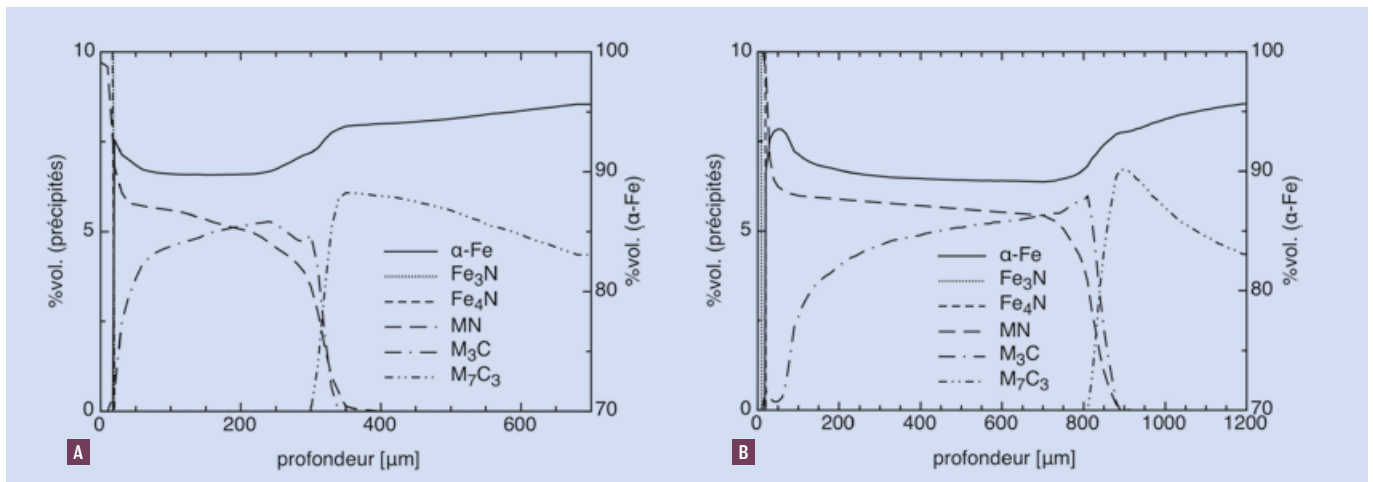 10
5
0
%vol. (précipités)
100
90
80
70
%vol. (α-Fe)
α-Fe
Fe₃N
Fe₄N
MN
M₃C
M₇C₃
0 200 400 600
profondeur [µm]
A
10
5
0
%vol. (précipités)
100
90
80
70
%vol. (α-Fe)
α-Fe
Fe₃N
Fe₄N
MN
M₃C
M₇C₃
0 200 400 600 800 1000 1200
profondeur [µm]
B